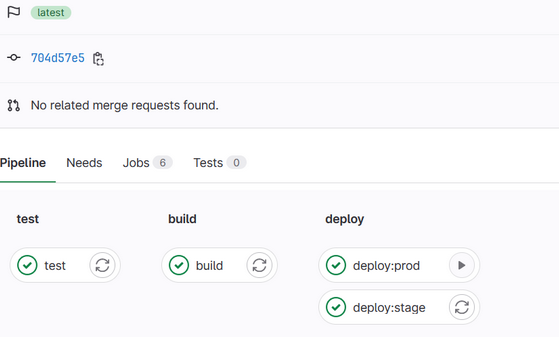 latest
704d57e5
No related merge requests found.
Pipeline Needs Jobs 6 Tests 0
test build deploy
test build deploy:prod
deploy:stage